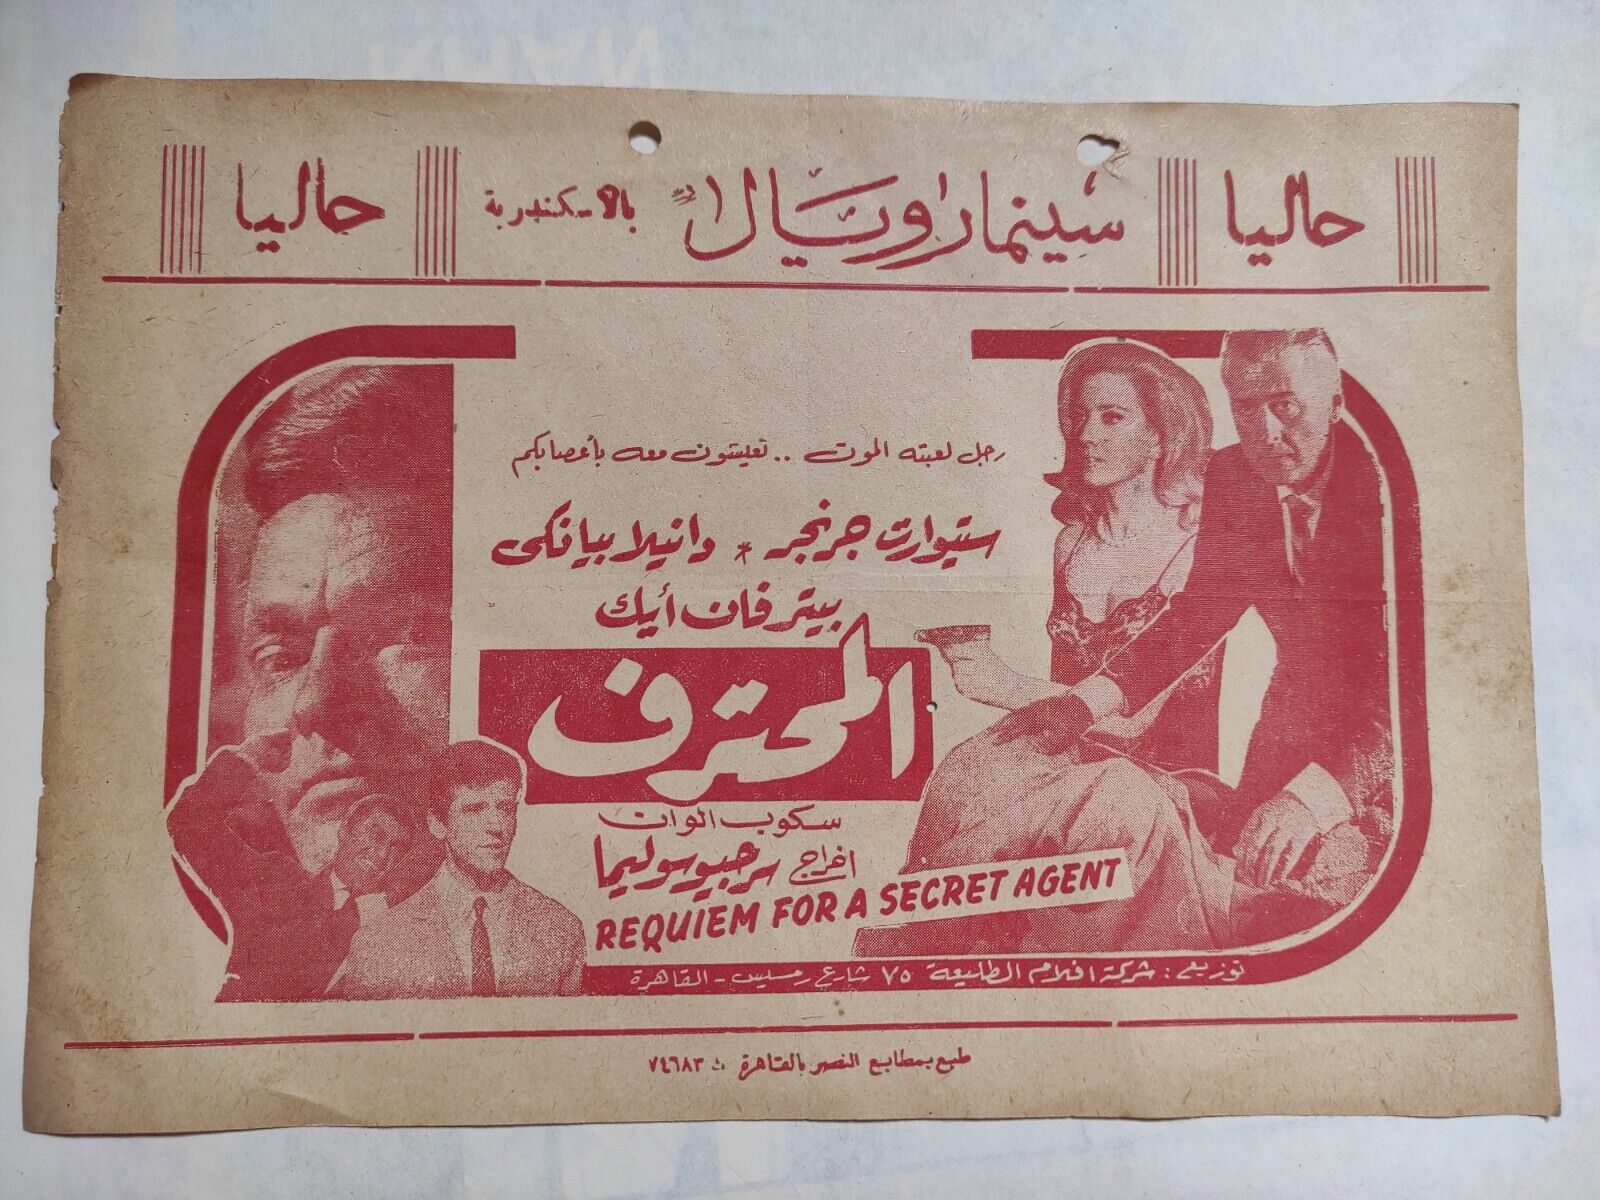 حاليا سينما رويال بالاسكندرية حاليا
رجل لعبته الموت .. تعيشون معه بأعصابكم
ستيوارت جرنجر * دانيلا بيانكى
بيتر فان أيك
المحترف
سكوب الوان
اخراج سرجيو سوليما
REQUIEM FOR A SECRET AGENT
توزيع : شركة افلام الطليعة ٧٥ شارع رمسيس - القاهرة
طبع بمطابع النصر بالقاهرة ت ٧٤٦٨٣